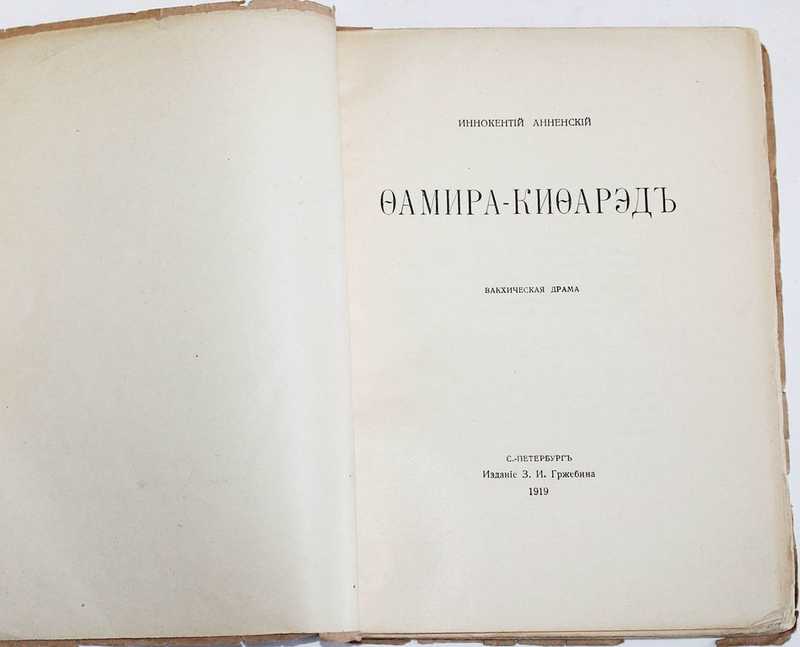 ИННОКЕНТІЙ АННЕНСКІЙ
ѲАМИРА-КИѲАРЭДЪ
ВАКХИЧЕСКАЯ ДРАМА
С.-ПЕТЕРБУРГЪ
Изданіе З. И. Гржебина
1919